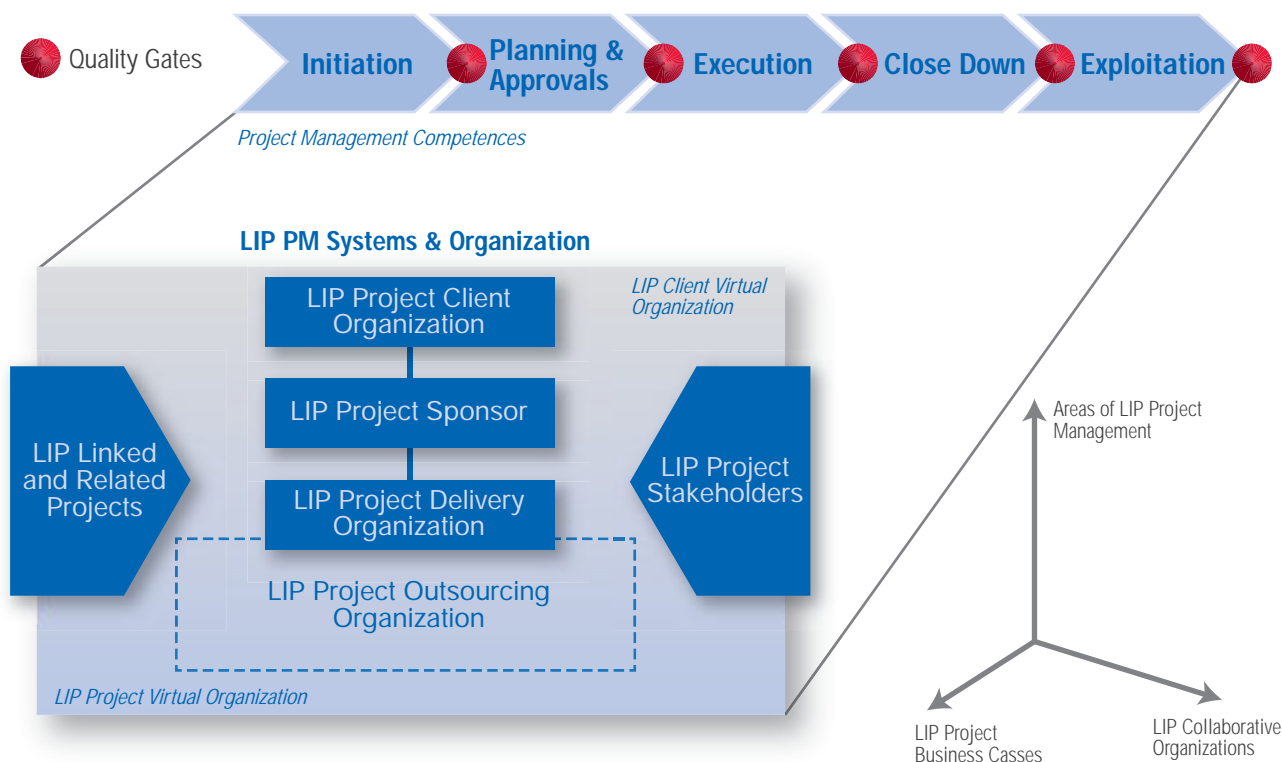 Quality Gates
Initiation
Planning &
Approvals
Execution
Close Down
Exploitation
Project Management Competences
LIP PM Systems & Organization
LIP Project Client
Organization
LIP Client Virtual
Organization
LIP Project Sponsor
LIP Linked
and Related
Projects
LIP Project
Stakeholders
LIP Project Delivery
Organization
LIP Project Outsourcing
Organization
LIP Project Virtual Organization
Areas of LIP Project
Management
LIP Project
Business Casses
LIP Collaborative
Organizations